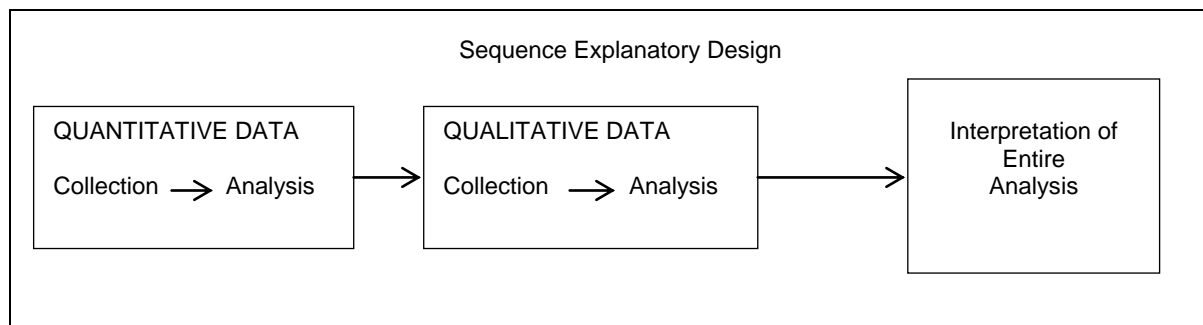 Sequence Explanatory Design
QUANTITATIVE DATA
Collection Analysis
QUALITATIVE DATA
Collection Analysis
Interpretation of
Entire
Analysis